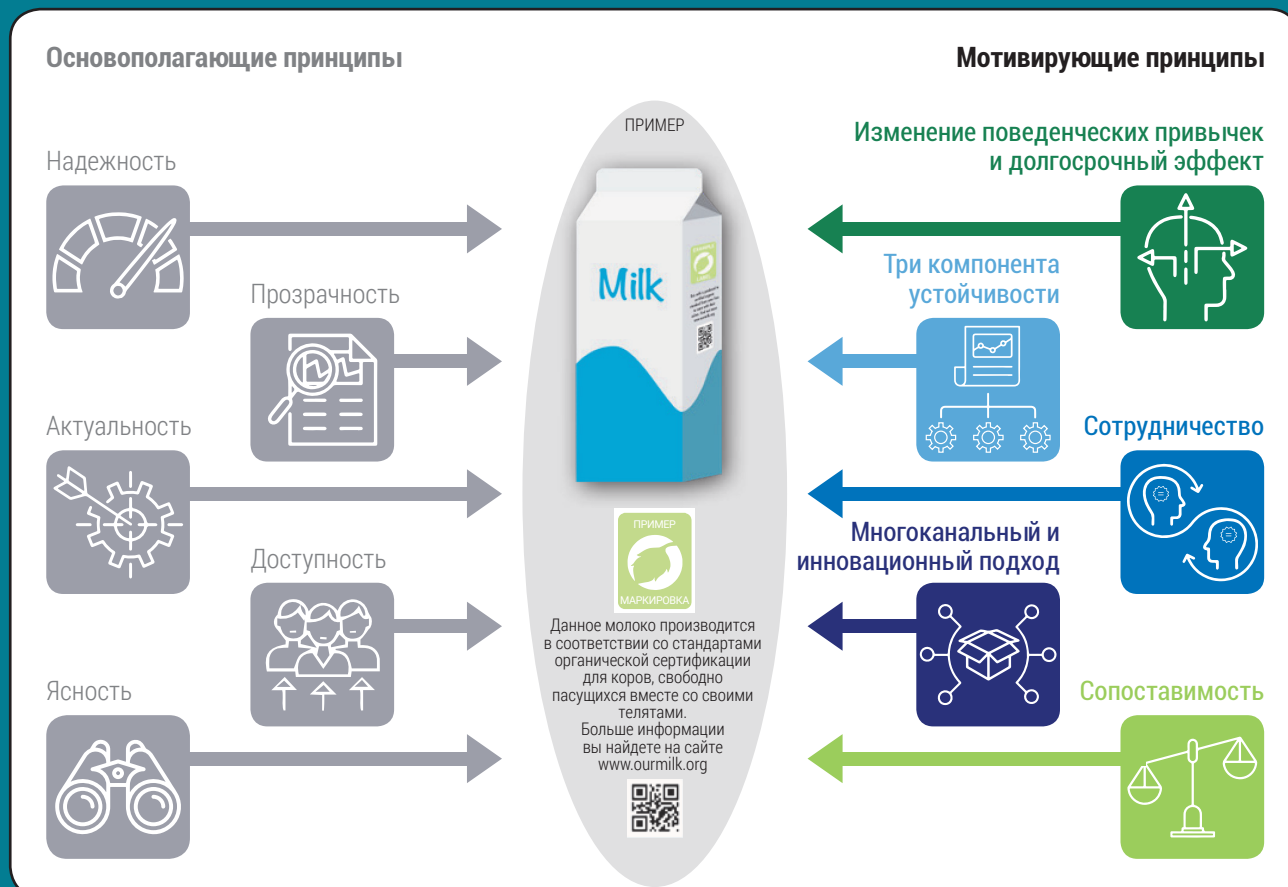 Основополагающие принципы
Мотивирующие принципы
Надежность
Прозрачность
Актуальность
Доступность
Ясность
ПРИМЕР
Milk
ПРИМЕР
МАРКИРОВКА
Данное молоко производится
в соответствии со стандартами
органической сертификации
для коров, свободно
пасущихся вместе со своими
телятами.
Больше информации
вы найдете на сайте
www.ourmilk.org
Изменение поведенческих привычек
и долгосрочный эффект
Три компонента
устойчивости
Сотрудничество
Многоканальный и
инновационный подход
Сопоставимость